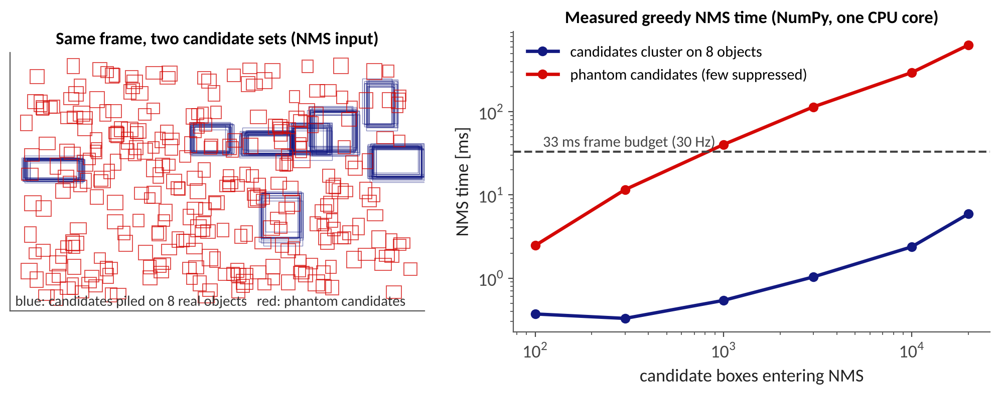 Same frame, two candidate sets (NMS input)
blue: candidates piled on 8 real objects red: phantom candidates
Measured greedy NMS time (NumPy, one CPU core)
candidates cluster on 8 objects
phantom candidates (few suppressed)
33 ms frame budget (30 Hz)
NMS time [ms]
10²
10¹
10⁰
10² 10³ 10⁴
candidate boxes entering NMS